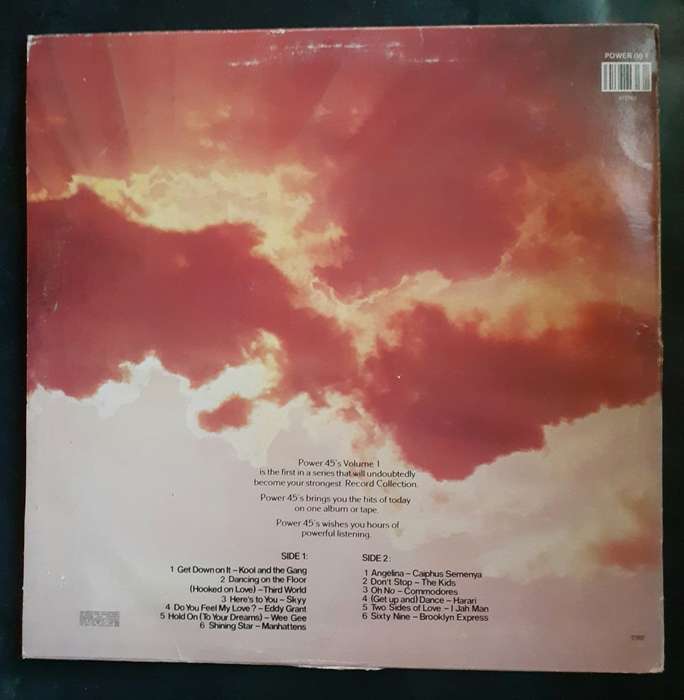 POWER (V) 1
STEREO
Power 45's Volume 1
is the first in a series that will undoubtedly
become your strongest Record Collection.
Power 45's brings you the hits of today
on one album or tape.
Power 45's wishes you hours of
powerful listening.
SIDE 1:
1 Get Down on It – Kool and the Gang
2 Dancing on the Floor
(Hooked on Love) – Third World
3 Here's to You – Skyy
4 Do You Feel My Love? – Eddy Grant
5 Hold On (To Your Dreams) – Wee Gee
6 Shining Star – Manhattens
SIDE 2:
1 Angelina – Caiphus Semenya
2 Don't Stop – The Kids
3 Oh No – Commodores
4 (Get up and) Dance – Harari
5 Two Sides of Love – I Jah Man
6 Sixty Nine – Brooklyn Express